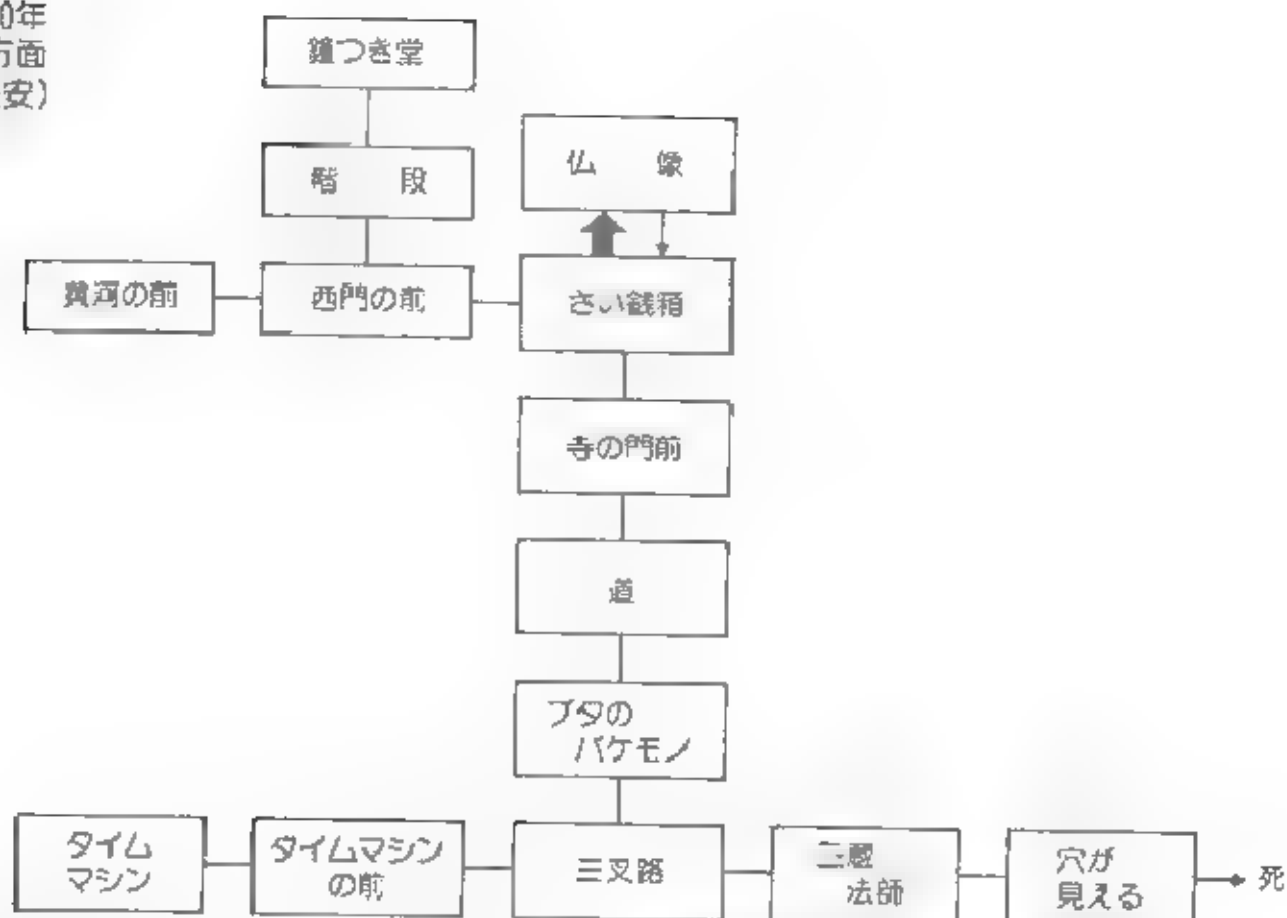 0年
方面
安）
鐘つき堂
階　段
仏　像
黄河の前
西門の前
さい銭箱
寺の門前
道
ブタの
バケモノ
タイム
マシン
タイムマシン
の前
三叉路
三蔵
法師
穴が
見える
死